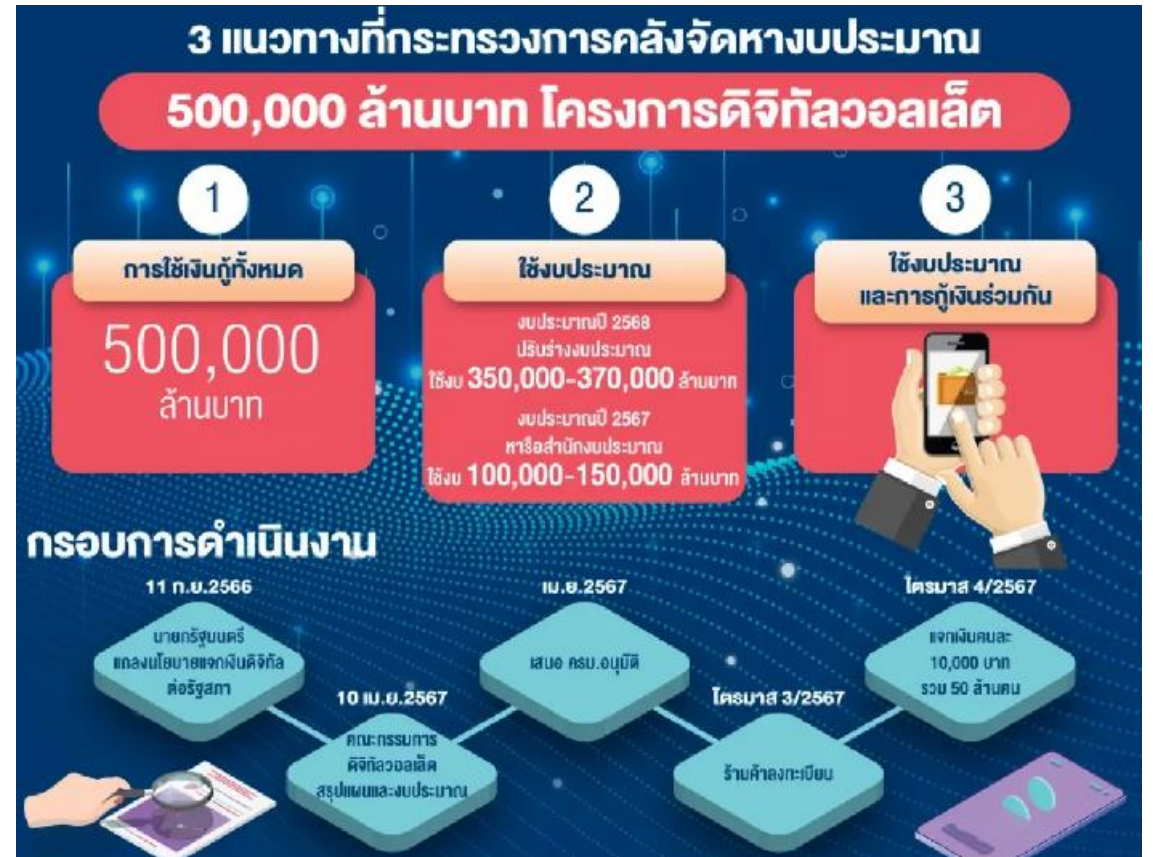 3 แนวทางที่กระทรวงการคลังจัดหางบประมาณ
500,000 ล้านบาท โครงการดิจิทัลวอลเล็ต
1
การใช้เงินกู้ทั้งหมด
500,000
ล้านบาท
2
ใช้งบประมาณ
งบประมาณปี 2568
ปรับร่างงบประมาณ
ใช้งบ 350,000-370,000 ล้านบาท
งบประมาณปี 2567
หารือสำนักงบประมาณ
ใช้งบ 100,000-150,000 ล้านบาท
3
ใช้งบประมาณ
และการกู้เงินร่วมกัน
กรอบการดำเนินงาน
11 ก.ย.2566
นายกรัฐมนตรี
แถลงนโยบายแจกเงินดิจิทัล
ต่อรัฐสภา
10 เม.ย.2567
คณะกรรมการ
ดิจิทัลวอลเล็ต
สรุปแผนและงบประมาณ
เม.ย.2567
เสนอ ครม.อนุมัติ
ไตรมาส 3/2567
ร้านค้าลงทะเบียน
ไตรมาส 4/2567
แจกเงินคนละ
10,000 บาท
รวม 50 ล้านคน